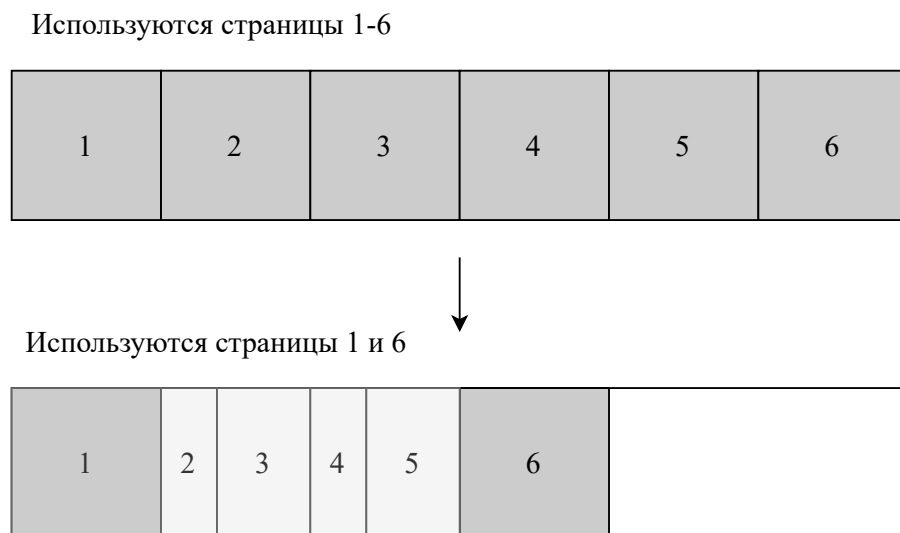 Используются страницы 1-6
1 2 3 4 5 6
Используются страницы 1 и 6
1 2 3 4 5 6